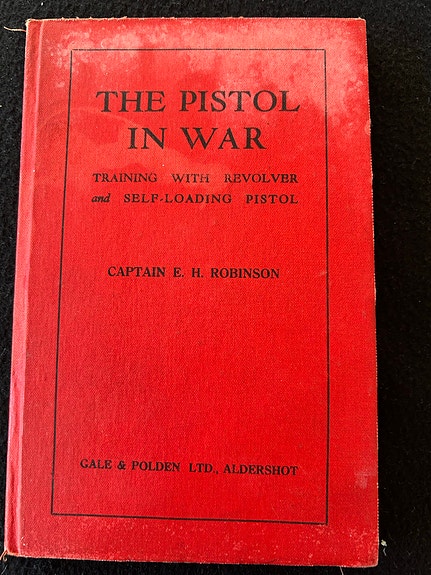 THE PISTOL
IN WAR
TRAINING WITH REVOLVER
and SELF-LOADING PISTOL
CAPTAIN E. H. ROBINSON
GALE & POLDEN LTD., ALDERSHOT